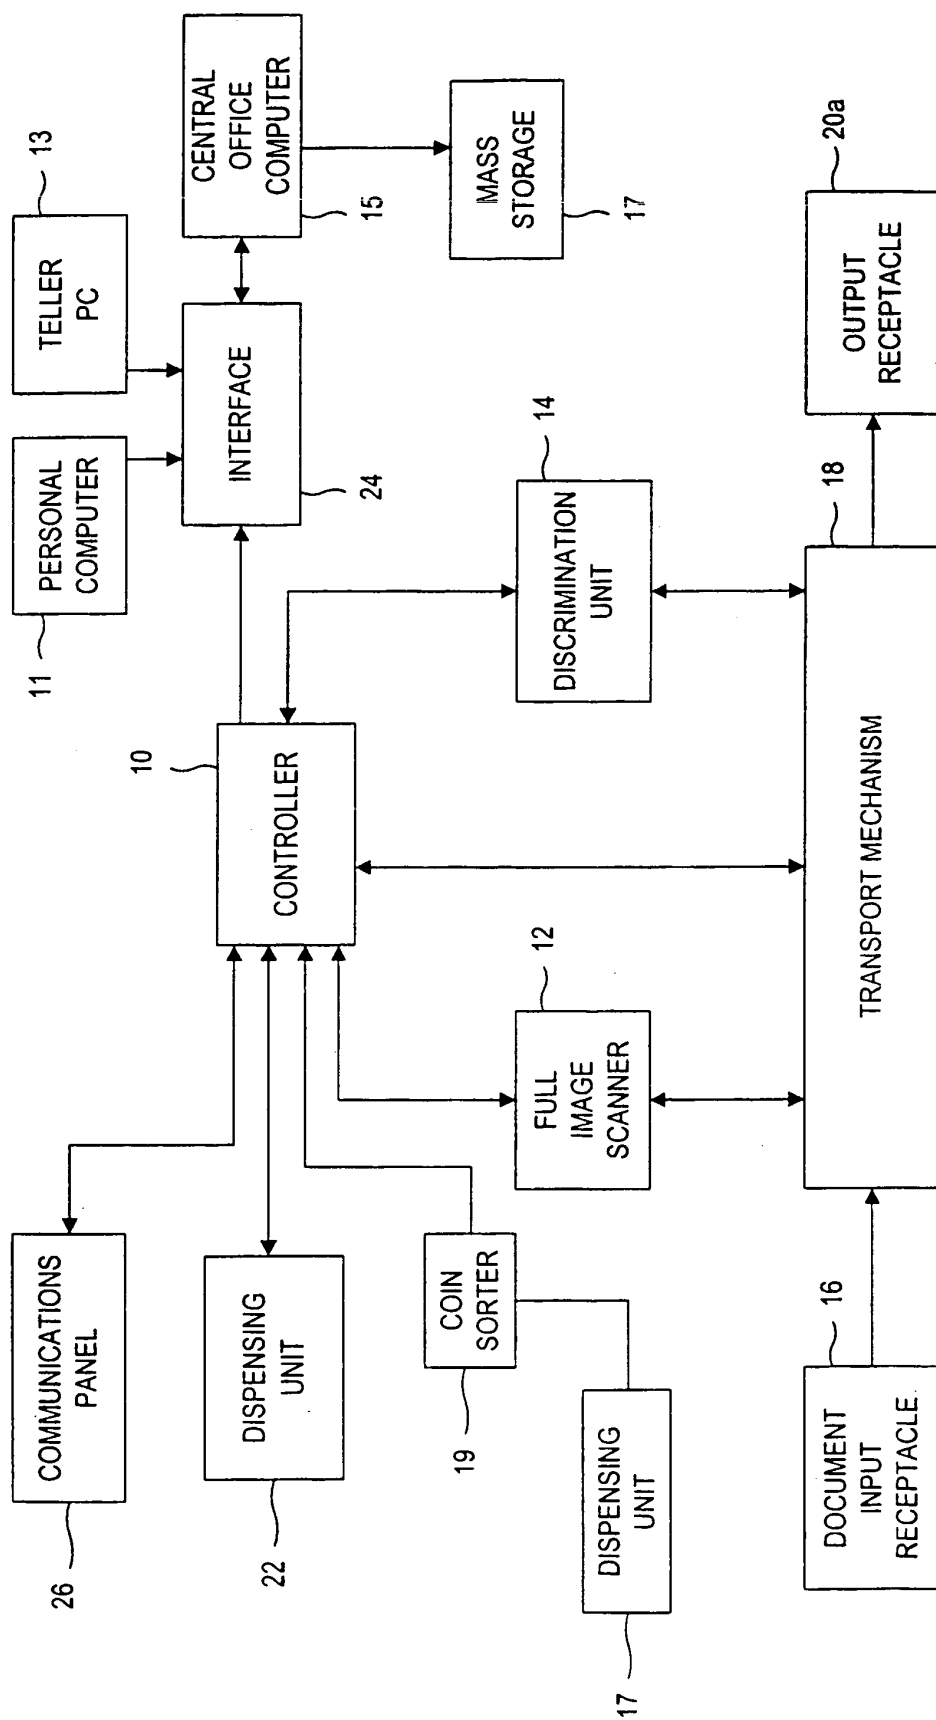 COMMUNICATIONS
PANEL
26
DISPENSING
UNIT
22
COIN
SORTER
19
DISPENSING
UNIT
17
DOCUMENT
INPUT
RECEPTACLE
16
FULL
IMAGE
SCANNER
12
CONTROLLER
10
TRANSPORT MECHANISM
18
DISCRIMINATION
UNIT
14
PERSONAL
COMPUTER
11
TELLER
PC
13
INTERFACE
24
CENTRAL
OFFICE
COMPUTER
15
MASS
STORAGE
17
OUTPUT
RECEPTACLE
20a